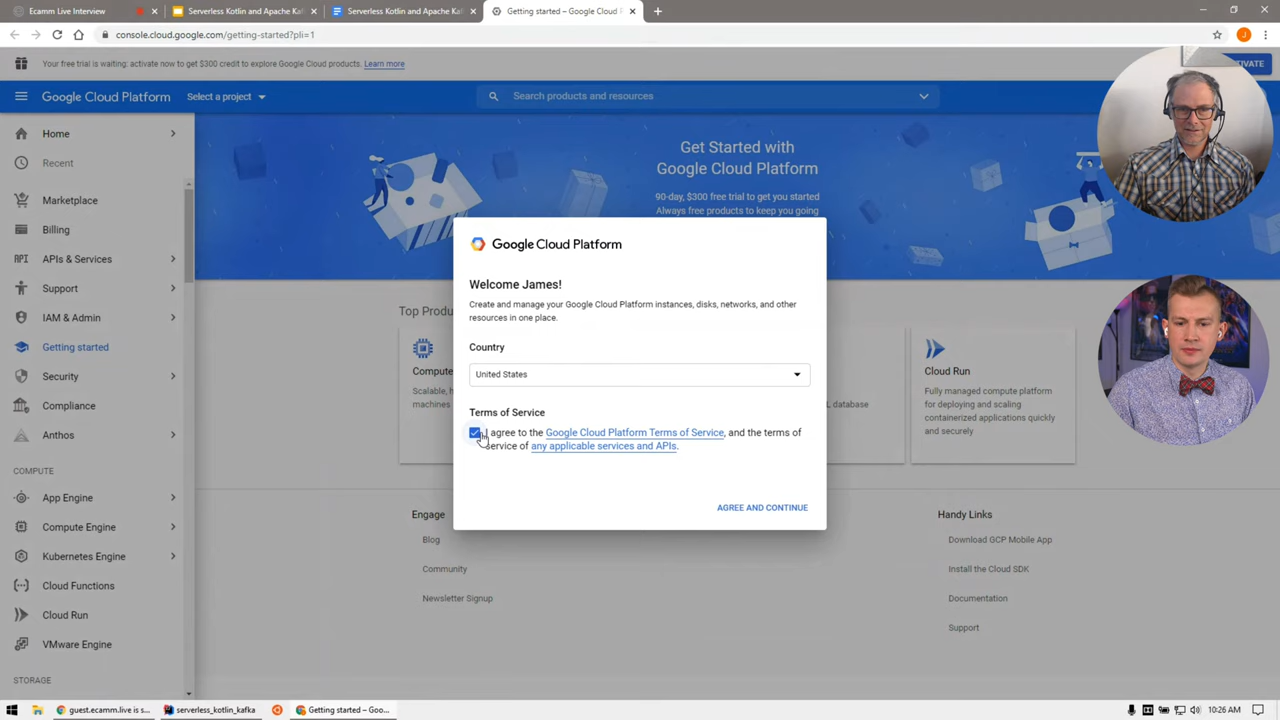 Ecamm Live Interview
Serverless Kotlin and Apache Kaf
Serverless Kotlin and Apache Ka
Getting started – Google Cloud P
console.cloud.google.com/getting-started?pli=1
J
Your free trial is waiting: activate now to get $300 credit to explore Google Cloud products. Learn more
Google Cloud Platform
Select a project
Search products and resources
Home
Recent
Marketplace
Billing
API APIs & Services
Support
IAM & Admin
Getting started
Security
Compliance
Anthos
COMPUTE
App Engine
Compute Engine
Kubernetes Engine
Cloud Functions
Cloud Run
VMware Engine
STORAGE
Get Started with
Google Cloud Platform
90-day, $300 free trial to get you started
Always free products to keep you going
Google Cloud Platform
Welcome James!
Create and manage your Google Cloud Platform instances, disks, networks, and other
resources in one place.
Country
United States
Terms of Service
I agree to the Google Cloud Platform Terms of Service, and the terms of
service of any applicable services and APIs.
AGREE AND CONTINUE
Top Produ
Compute
Scalable, h
machines
L database
Cloud Run
Fully managed compute platform
for deploying and scaling
containerized applications quickly
and securely
Engage
Blog
Community
Newsletter Signup
Handy Links
Download GCP Mobile App
Install the Cloud SDK
Documentation
Support
guest.ecamm.live is s...
serverless_kotlin_kafka
Getting started – Goo...
10:26 AM